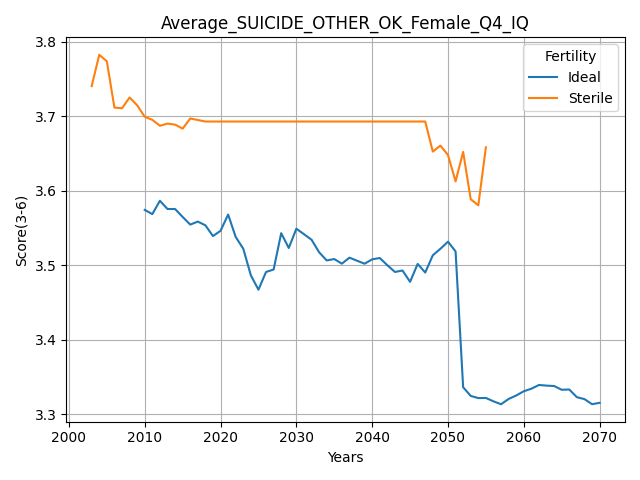 Average_SUICIDE_OTHER_OK_Female_Q4_IQ
Score(3-6)
3.8
3.7
3.6
3.5
3.4
3.3
Fertility
Ideal
Sterile
2000 2010 2020 2030 2040 2050 2060 2070
Years